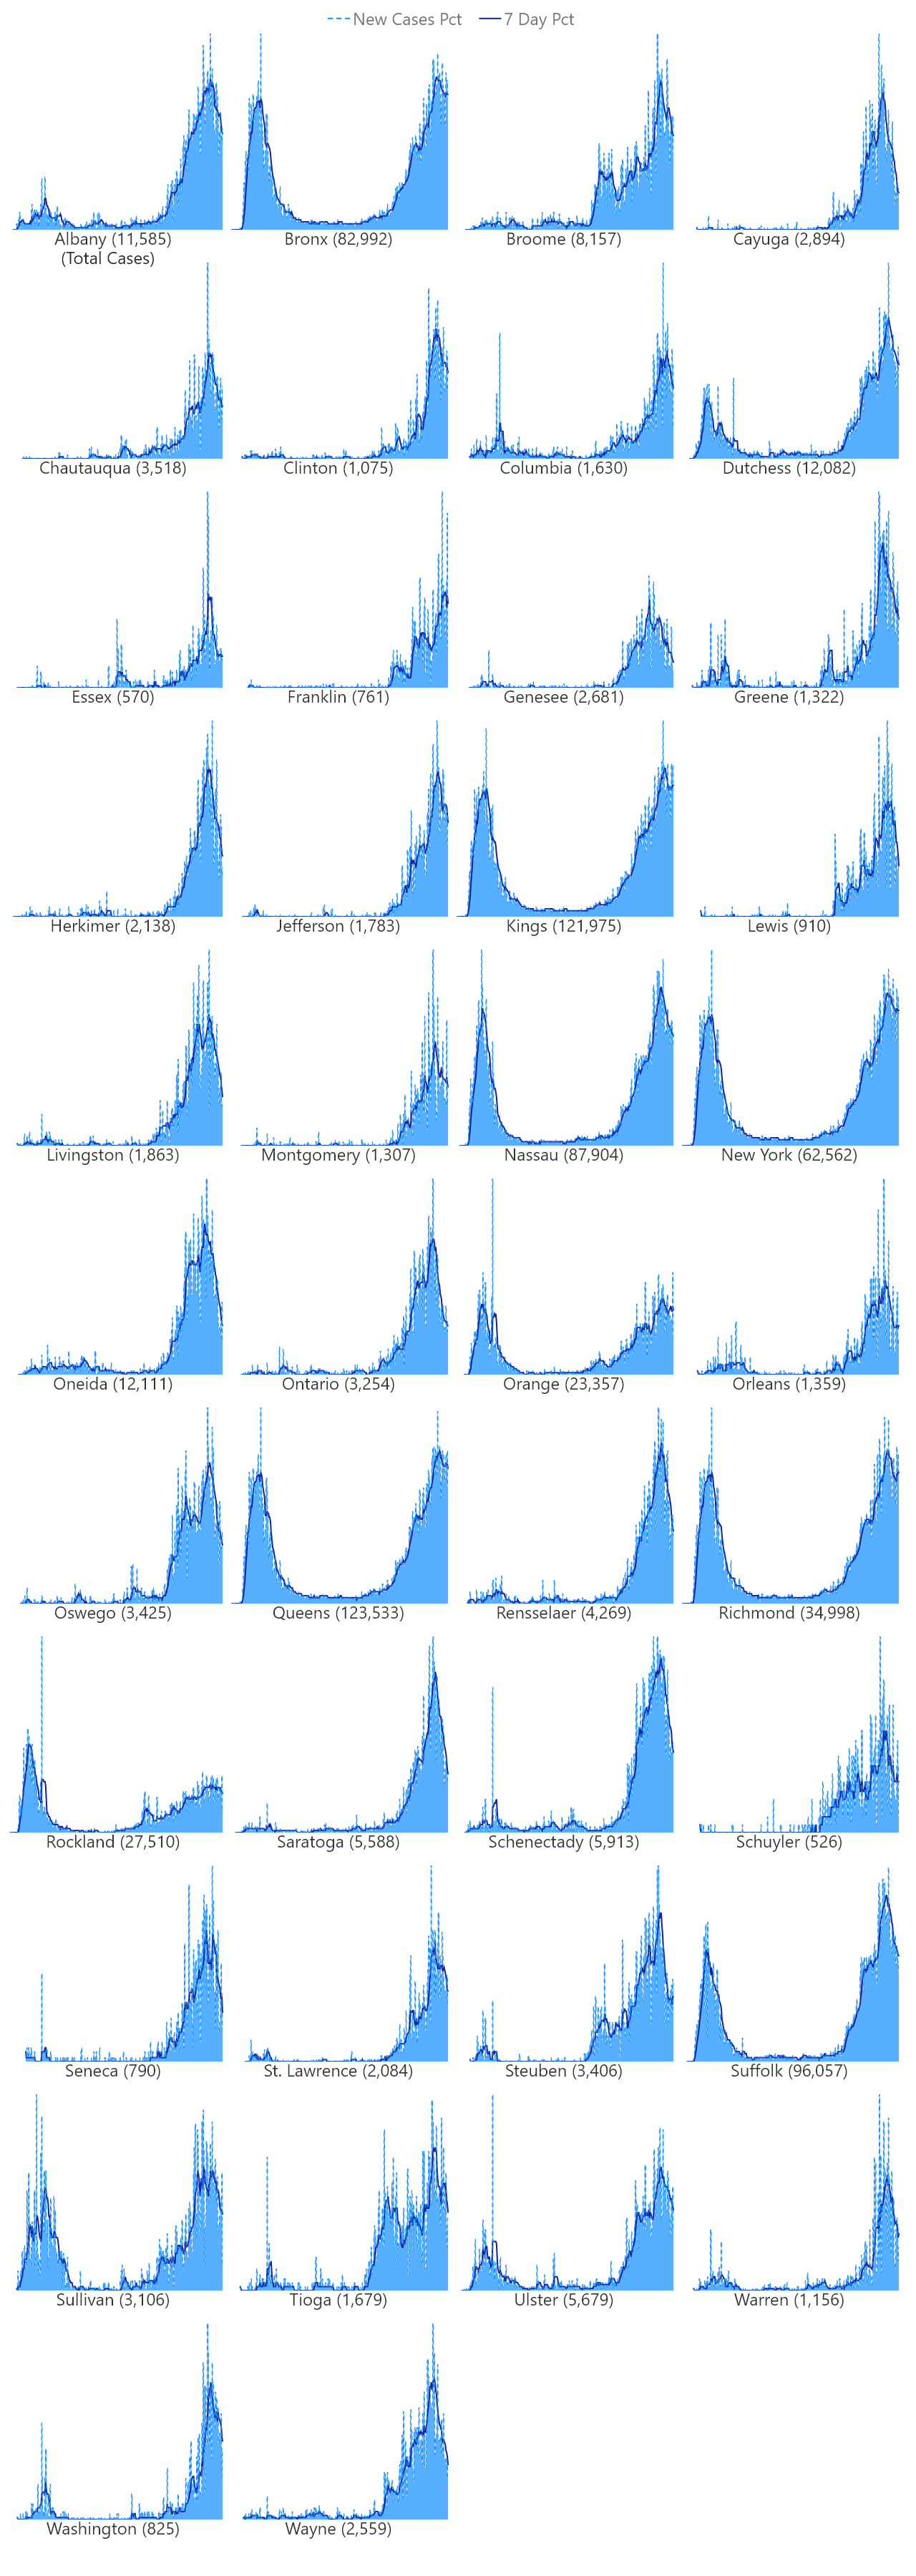 New Cases Pct 7 Day Pct
Albany (11,585) Bronx (82,992) Broome (8,157) Cayuga (2,894)
(Total Cases)
Chautauqua (3,518) Clinton (1,075) Columbia (1,630) Dutchess (12,082)
Essex (570) Franklin (761) Genesee (2,681) Greene (1,322)
Herkimer (2,138) Jefferson (1,783) Kings (121,975) Lewis (910)
Livingston (1,863) Montgomery (1,307) Nassau (87,904) New York (62,562)
Oneida (12,111) Ontario (3,254) Orange (23,357) Orleans (1,359)
Oswego (3,425) Queens (123,533) Rensselaer (4,269) Richmond (34,998)
Rockland (27,510) Saratoga (5,588) Schenectady (5,913) Schuyler (526)
Seneca (790) St. Lawrence (2,084) Steuben (3,406) Suffolk (96,057)
Sullivan (3,106) Tioga (1,679) Ulster (5,679) Warren (1,156)
Washington (825) Wayne (2,559)